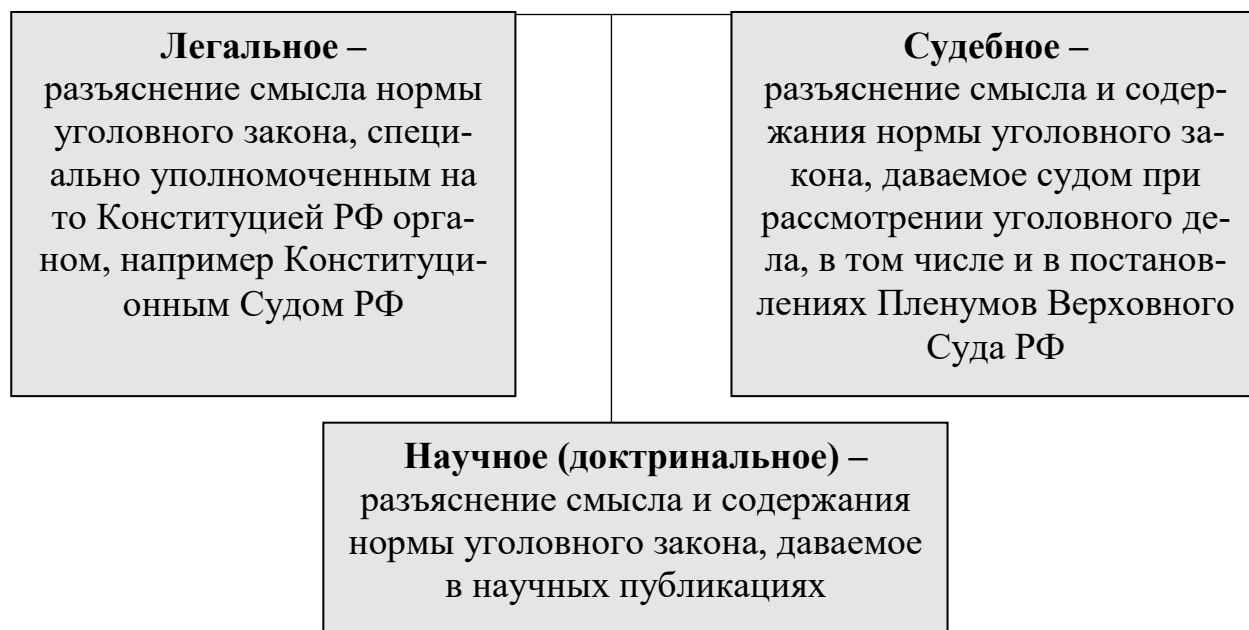 Легальное –
разъяснение смысла нормы
уголовного закона, специ-
ально уполномоченным на
то Конституцией РФ орга-
ном, например Конституци-
онным Судом РФ
Судебное –
разъяснение смысла и содер-
жания нормы уголовного за-
кона, даваемое судом при
рассмотрении уголовного де-
ла, в том числе и в постанов-
лениях Пленумов Верховного
Суда РФ
Научное (доктринальное) –
разъяснение смысла и содержания
нормы уголовного закона, даваемое
в научных публикациях